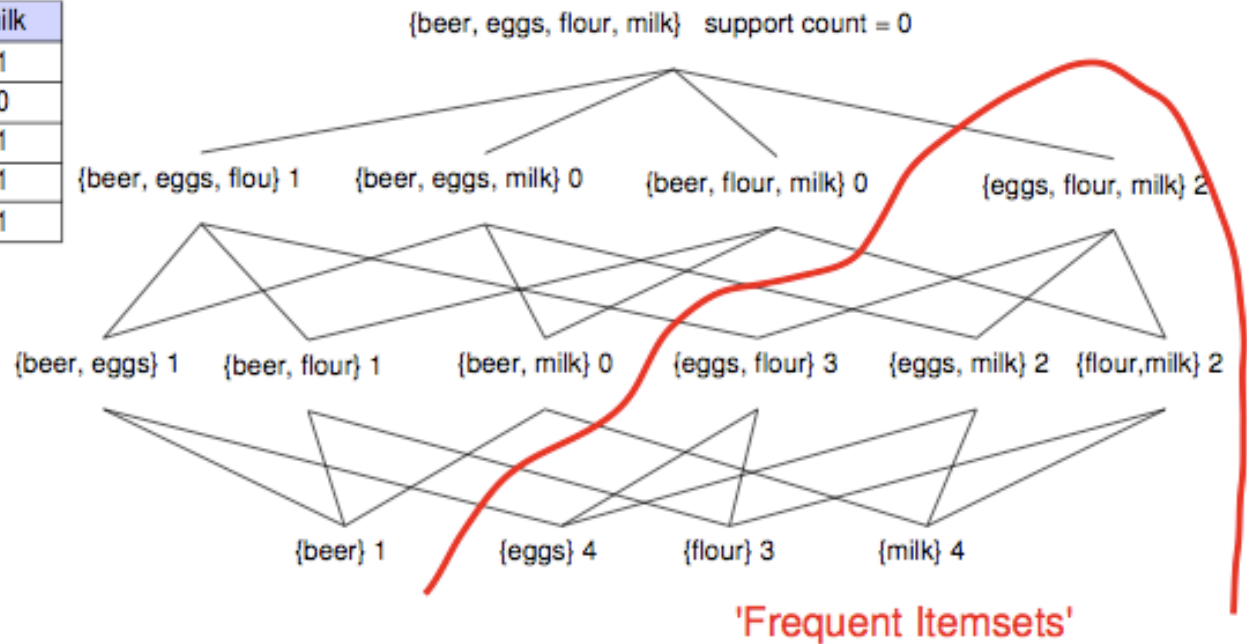 ilk
1
0
1
1
1
{beer, eggs, flour, milk} support count = 0
{beer, eggs, flou} 1 {beer, eggs, milk} 0 {beer, flour, milk} 0 {eggs, flour, milk} 2
{beer, eggs} 1 {beer, flour} 1 {beer, milk} 0 {eggs, flour} 3 {eggs, milk} 2 {flour,milk} 2
{beer} 1 {eggs} 4 {flour} 3 {milk} 4
'Frequent Itemsets'